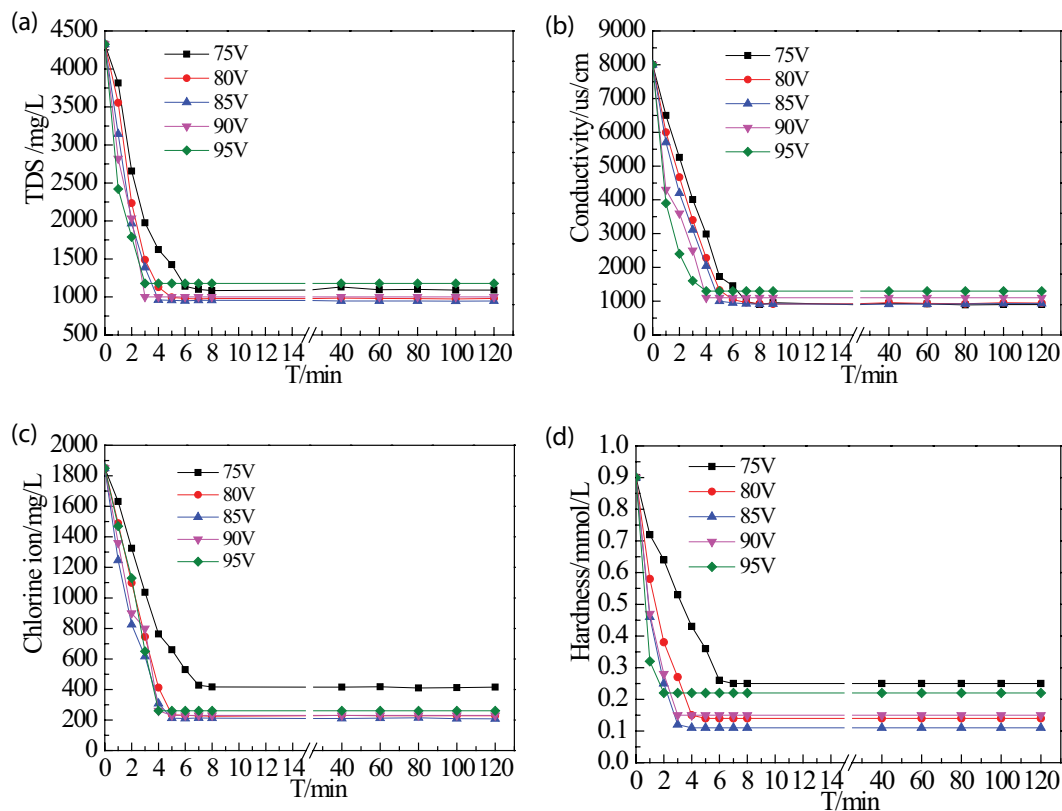 (a)
4500
4000
3500
3000
2500
2000
1500
1000
500
TDS /mg/L
75V
80V
85V
90V
95V
0 2 4 6 8 10 12 14 40 60 80 100 120
T/min
(b)
9000
8000
7000
6000
5000
4000
3000
2000
1000
0
Conductivity/us/cm
75V
80V
85V
90V
95V
0 2 4 6 8 10 12 14 40 60 80 100 120
T/min
(c)
2000
1800
1600
1400
1200
1000
800
600
400
200
0
Chlorine ion/mg/L
75V
80V
85V
90V
95V
0 2 4 6 8 10 12 14 40 60 80 100 120
T/min
(d)
1.0
0.9
0.8
0.7
0.6
0.5
0.4
0.3
0.2
0.1
0.0
Hardness/mmol/L
75V
80V
85V
90V
95V
0 2 4 6 8 10 12 14 40 60 80 100 120
T/min